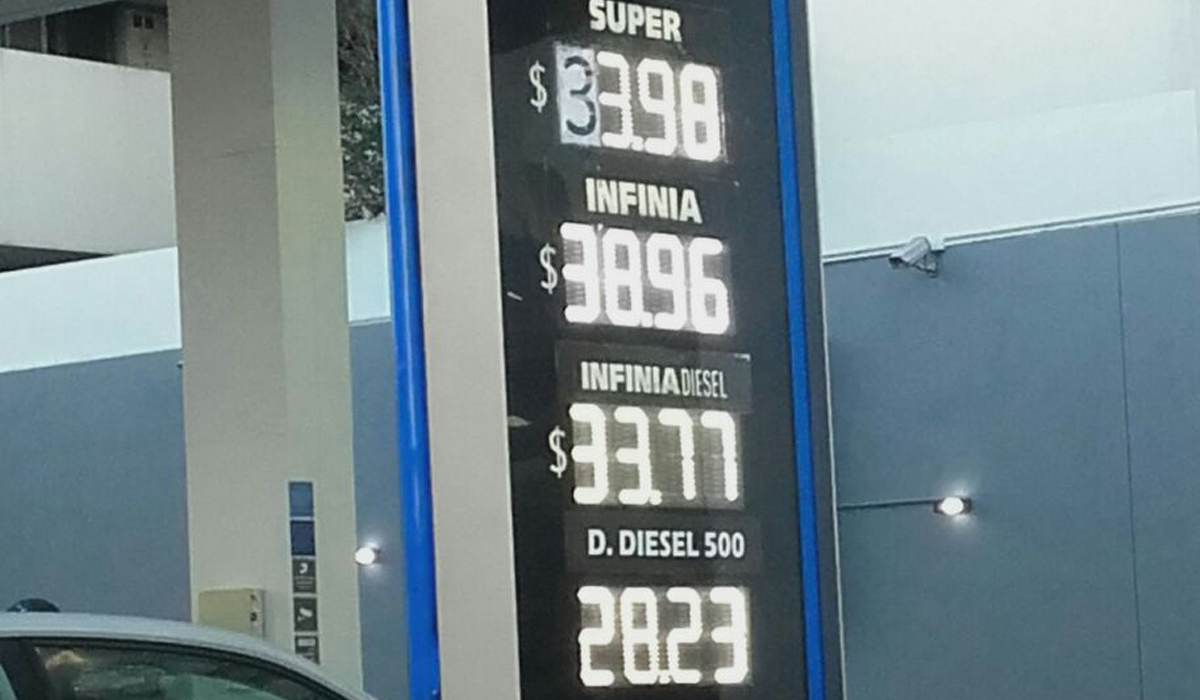 SUPER
$ 33.98
INFINIA
$ 38.96
INFINIA DIESEL
$ 33.77
D. DIESEL 500
28.23